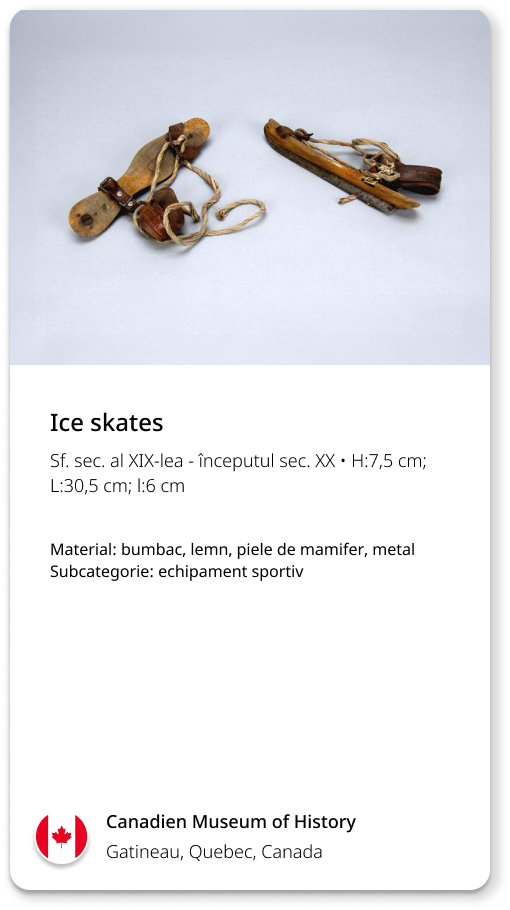 Ice skates
Sf. sec. al XIX-lea - începutul sec. XX • H:7,5 cm;
L:30,5 cm; l:6 cm
Material: bumbac, lemn, piele de mamifer, metal
Subcategorie: echipament sportiv
Canadien Museum of History
Gatineau, Quebec, Canada